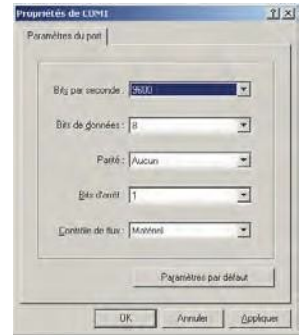 Propriétés de COM1
Paramètres du port
Bits par seconde : 9600
Bits de données : 8
Parité : Aucun
Bits d'arrêt : 1
Contrôle de flux : Matériel
Paramètres par défaut
OK Annuler Appliquer